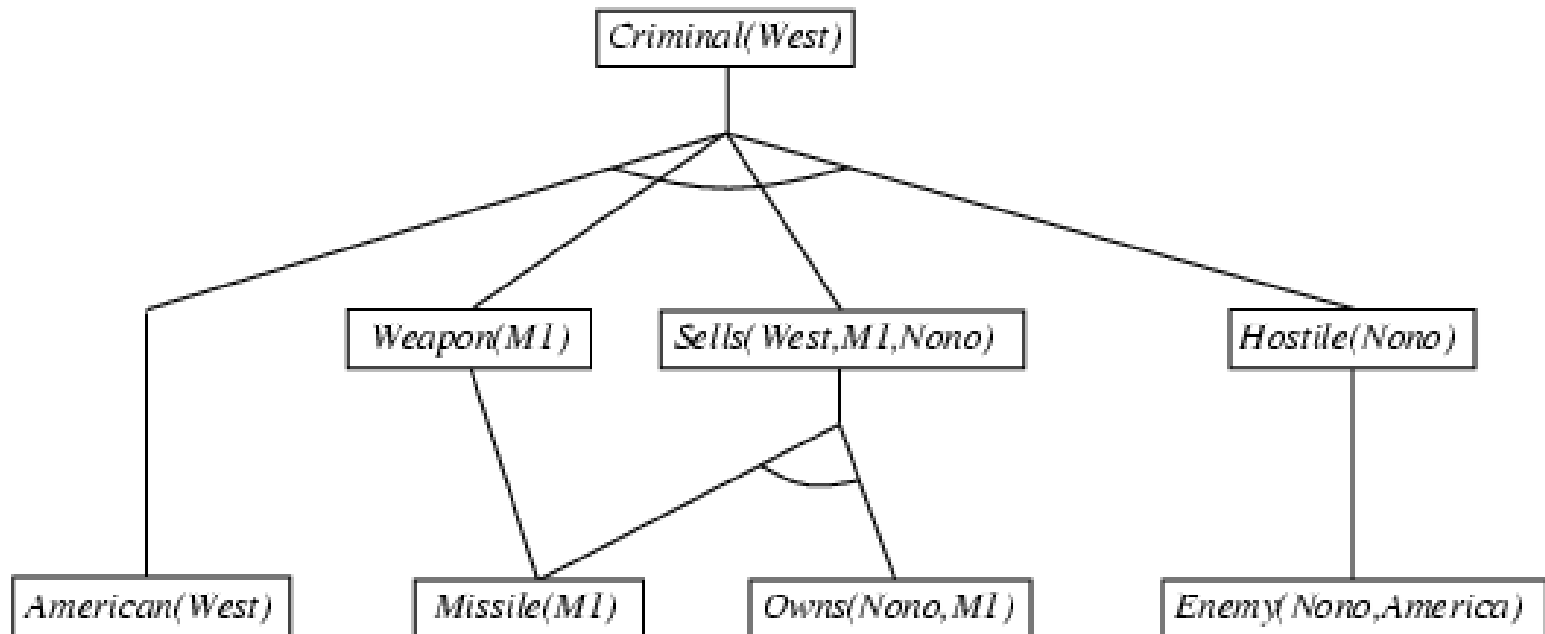 Criminal(West)
Weapon(M1)
Sells(West,M1,Nono)
Hostile(Nono)
American(West)
Missile(M1)
Owns(Nono,M1)
Enemy(Nono,America)